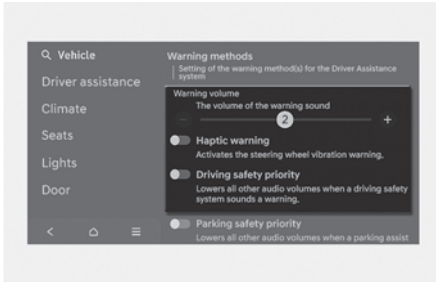 Vehicle
Driver assistance
Climate
Seats
Lights
Door
Warning methods
Setting of the warning method(s) for the Driver Assistance
system
Warning volume
The volume of the warning sound
2
Haptic warning
Activates the steering wheel vibration warning.
Driving safety priority
Lowers all other audio volumes when a driving safety
system sounds a warning.
Parking safety priority
Lowers all other audio volumes when a parking assist